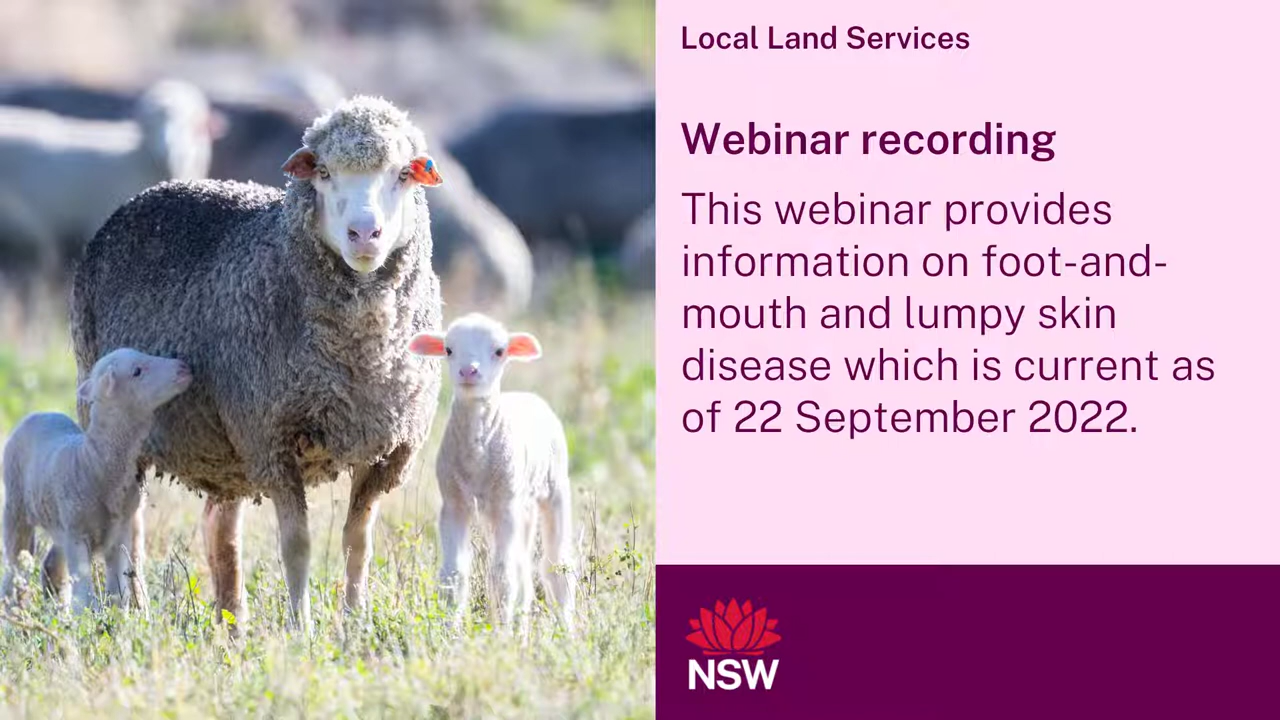 Local Land Services
Webinar recording
This webinar provides
information on foot-and-
mouth and lumpy skin
disease which is current as
of 22 September 2022.
NSW